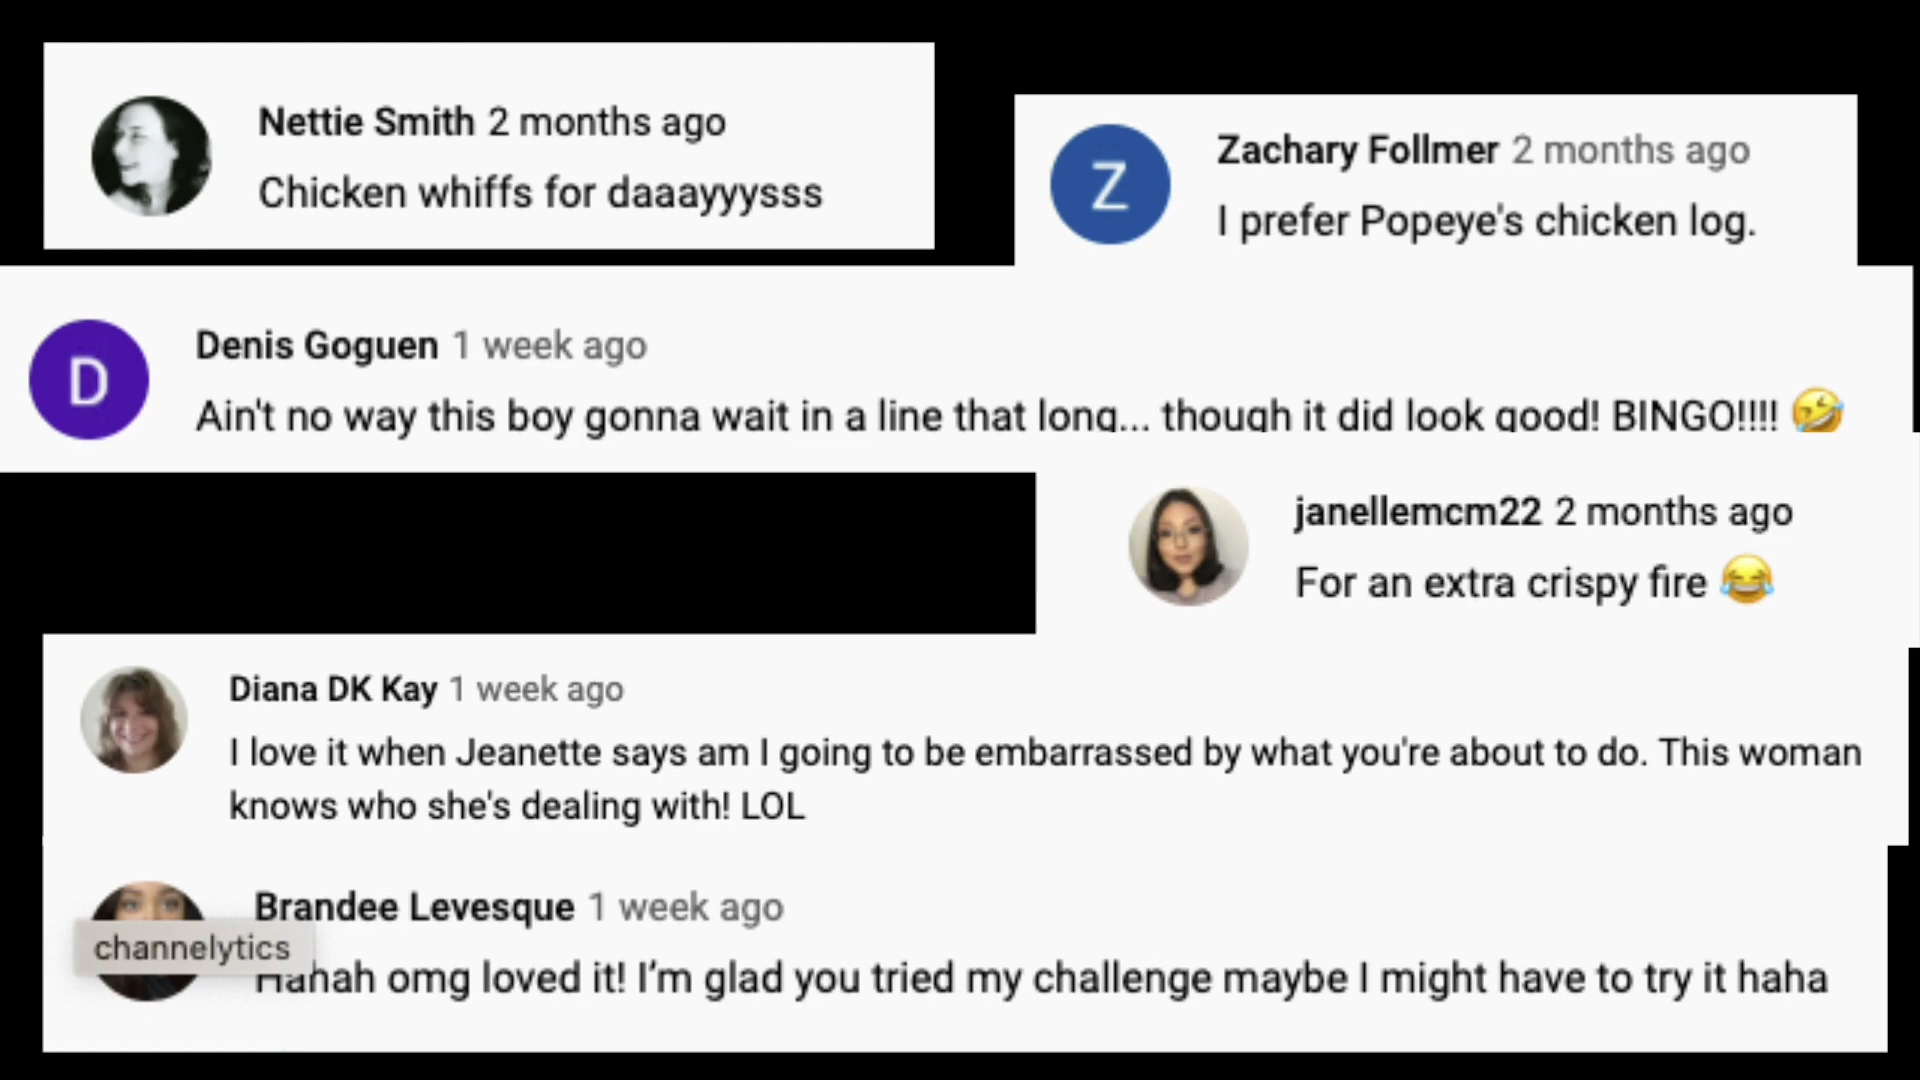 Nettie Smith 2 months ago
Chicken whiffs for daaayyysss
Z
Zachary Follmer 2 months ago
I prefer Popeye's chicken log.
D
Denis Goguen 1 week ago
Ain't no way this boy gonna wait in a line that long... though it did look good! BINGO!!!! 🤣
janellemcm22 2 months ago
For an extra crispy fire 😂
Diana DK Kay 1 week ago
I love it when Jeanette says am I going to be embarrassed by what you're about to do. This woman
knows who she's dealing with! LOL
Brandee Levesque 1 week ago
channelytics
Hahah omg loved it! I’m glad you tried my challenge maybe I might have to try it haha